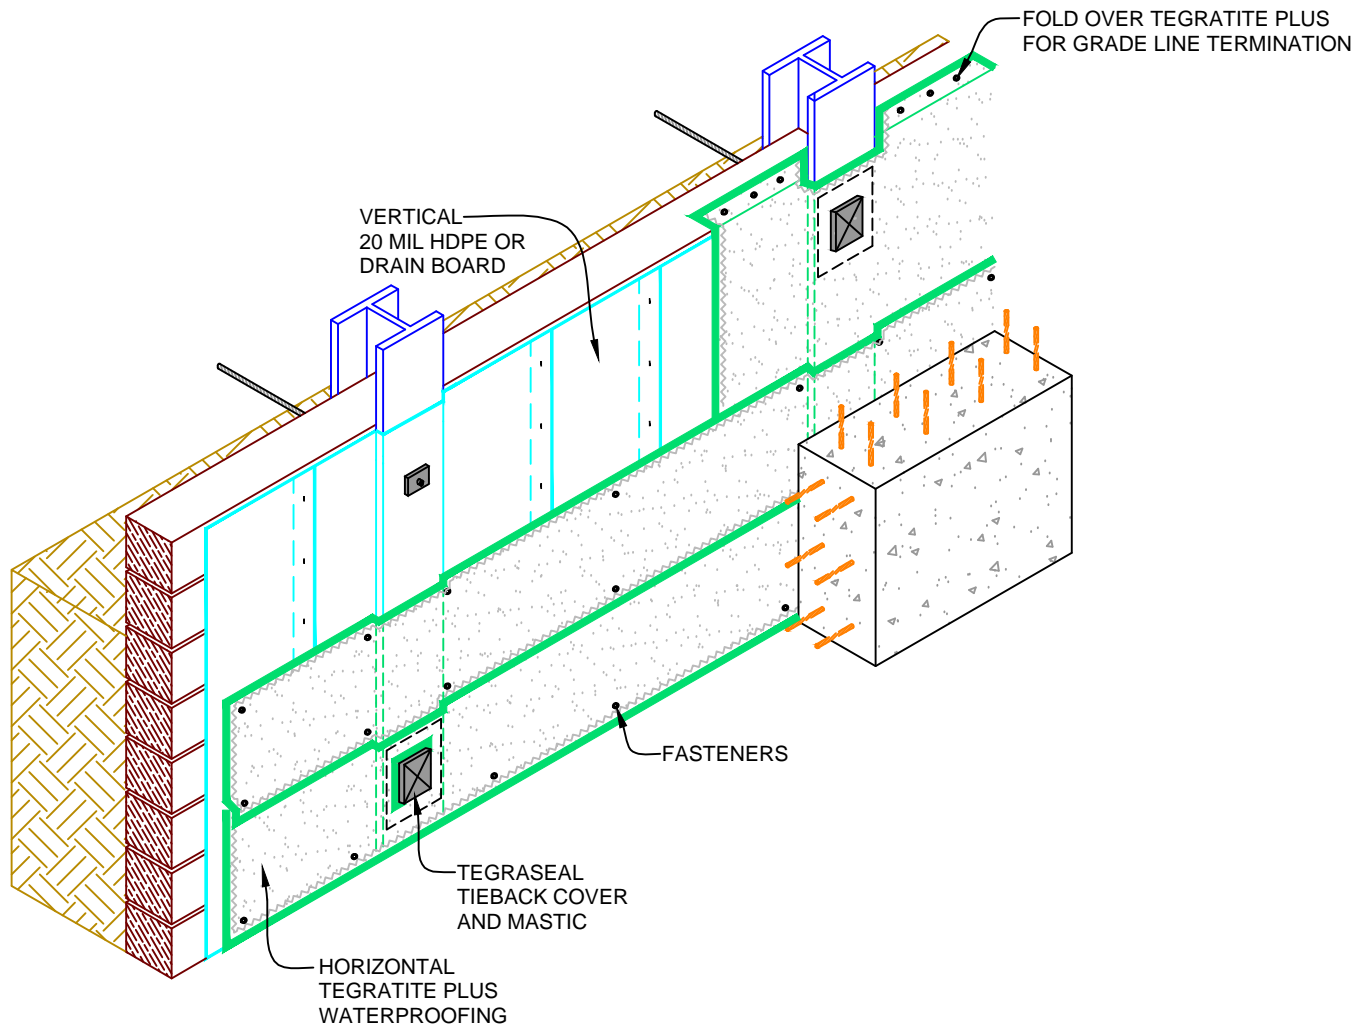 FOLD OVER TEGRATITE PLUS
FOR GRADE LINE TERMINATION
VERTICAL
20 MIL HDPE OR
DRAIN BOARD
FASTENERS
TEGRASEAL
TIEBACK COVER
AND MASTIC
HORIZONTAL
TEGRATITE PLUS
WATERPROOFING